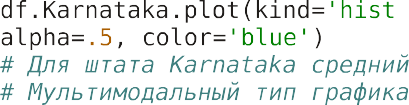 df.Karnataka.plot(kind='hist
alpha=.5, color='blue')
# Для штата Karnataka средний
# Мультимодальный тип графика